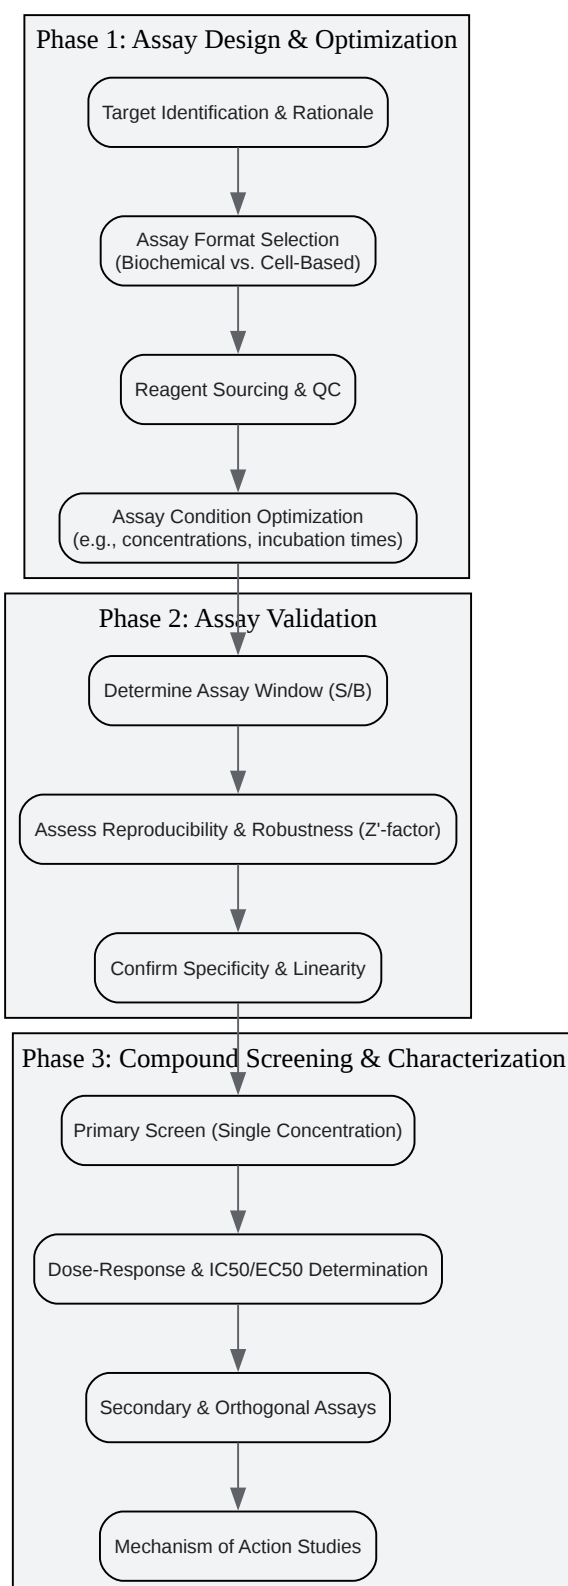 Phase 1: Assay Design & Optimization
Target Identification & Rationale
Assay Format Selection
(Biochemical vs. Cell-Based)
Reagent Sourcing & QC
Assay Condition Optimization
(e.g., concentrations, incubation times)
Phase 2: Assay Validation
Determine Assay Window (S/B)
Assess Reproducibility & Robustness (Z'-factor)
Confirm Specificity & Linearity
Phase 3: Compound Screening & Characterization
Primary Screen (Single Concentration)
Dose-Response & IC50/EC50 Determination
Secondary & Orthogonal Assays
Mechanism of Action Studies